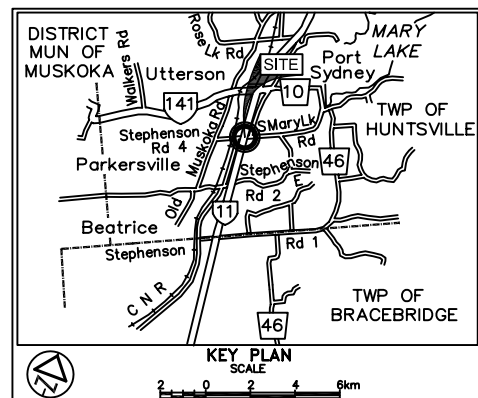 DISTRICT
MUN OF
MUSKOKA
Walkers Rd
Utterson
Rose
Lk Rd
SITE
MARY
LAKE
Port
Sydney
10
141
TWP OF
HUNTSVILLE
Stephenson
Rd 4
Muskoka Rd
Old
SMaryLk
Rd
46
Parkersville
Stephenson
Rd 2 E
11
Beatrice
Stephenson
Rd 1
CNR
46
TWP OF
BRACEBRIDGE
KEY PLAN
SCALE
2 0 2 4 6km
N